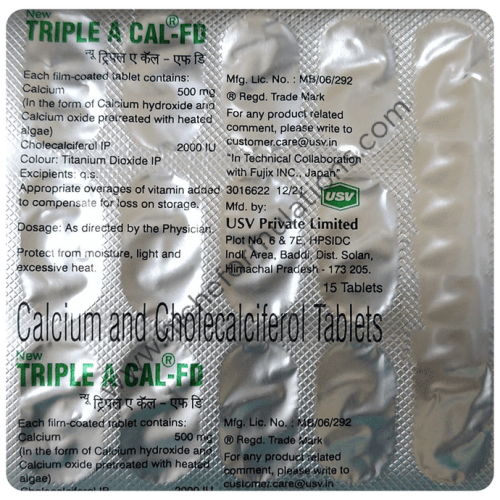 New
TRIPLE A CAL-FD®
न्यू ट्रिपल ए कॅल - एफ डि
Each film-coated tablet contains:
Calcium 500 mg
(In the form of Calcium hydroxide and
Calcium oxide pretreated with heated
algae)
Cholecalciferol IP 2000 IU
Colour: Titanium Dioxide IP
Excipients: q.s.
Appropriate overages of vitamin added
to compensate for loss on storage.
Dosage: As directed by the Physician.
Protect from moisture, light and
excessive heat.
Mfg. Lic. No. : MB/06/292
® Regd. Trade Mark
For any product related
comment, please write to
customer.care@usv.in
"In Technical Collaboration
with Fujix INC., Japan"
3016622 12/21
USV
Mfd. by:
USV Private Limited
Plot No. 6 & 7E, HPSIDC
Indl. Area, Baddi, Dist. Solan,
Himachal Pradesh - 173 205.
15 Tablets
Calcium and Cholecalciferol Tablets
New
TRIPLE A CAL-FD®
न्यू ट्रिपल ए कॅल - एफ डि
Each film-coated tablet contains:
Calcium 500 mg
(In the form of Calcium hydroxide and
Calcium oxide pretreated with heated
algae)
Cholecalciferol IP 2000 IU
Mfg. Lic. No. : MB/06/292
® Regd. Trade Mark
For any product related
comment, please write to
customer.care@usv.in